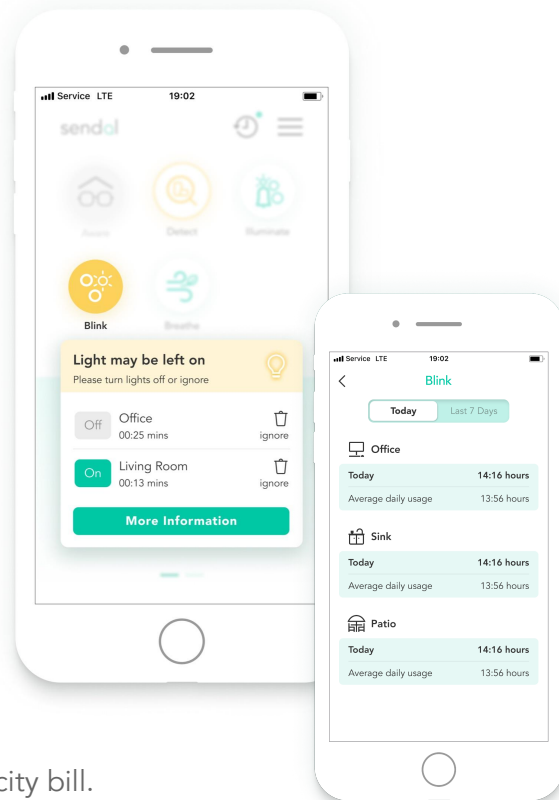 Service LTE 19:02
sendal
Aware Detect Illuminate
Blink Breathe
Light may be left on
Please turn lights off or ignore
Off Office
00:25 mins ignore
On Living Room
00:13 mins ignore
More Information
Service LTE 19:02
Blink
Today Last 7 Days
Office
Today 14:16 hours
Average daily usage 13:56 hours
Sink
Today 14:16 hours
Average daily usage 13:56 hours
Patio
Today 14:16 hours
Average daily usage 13:56 hours
city bill.